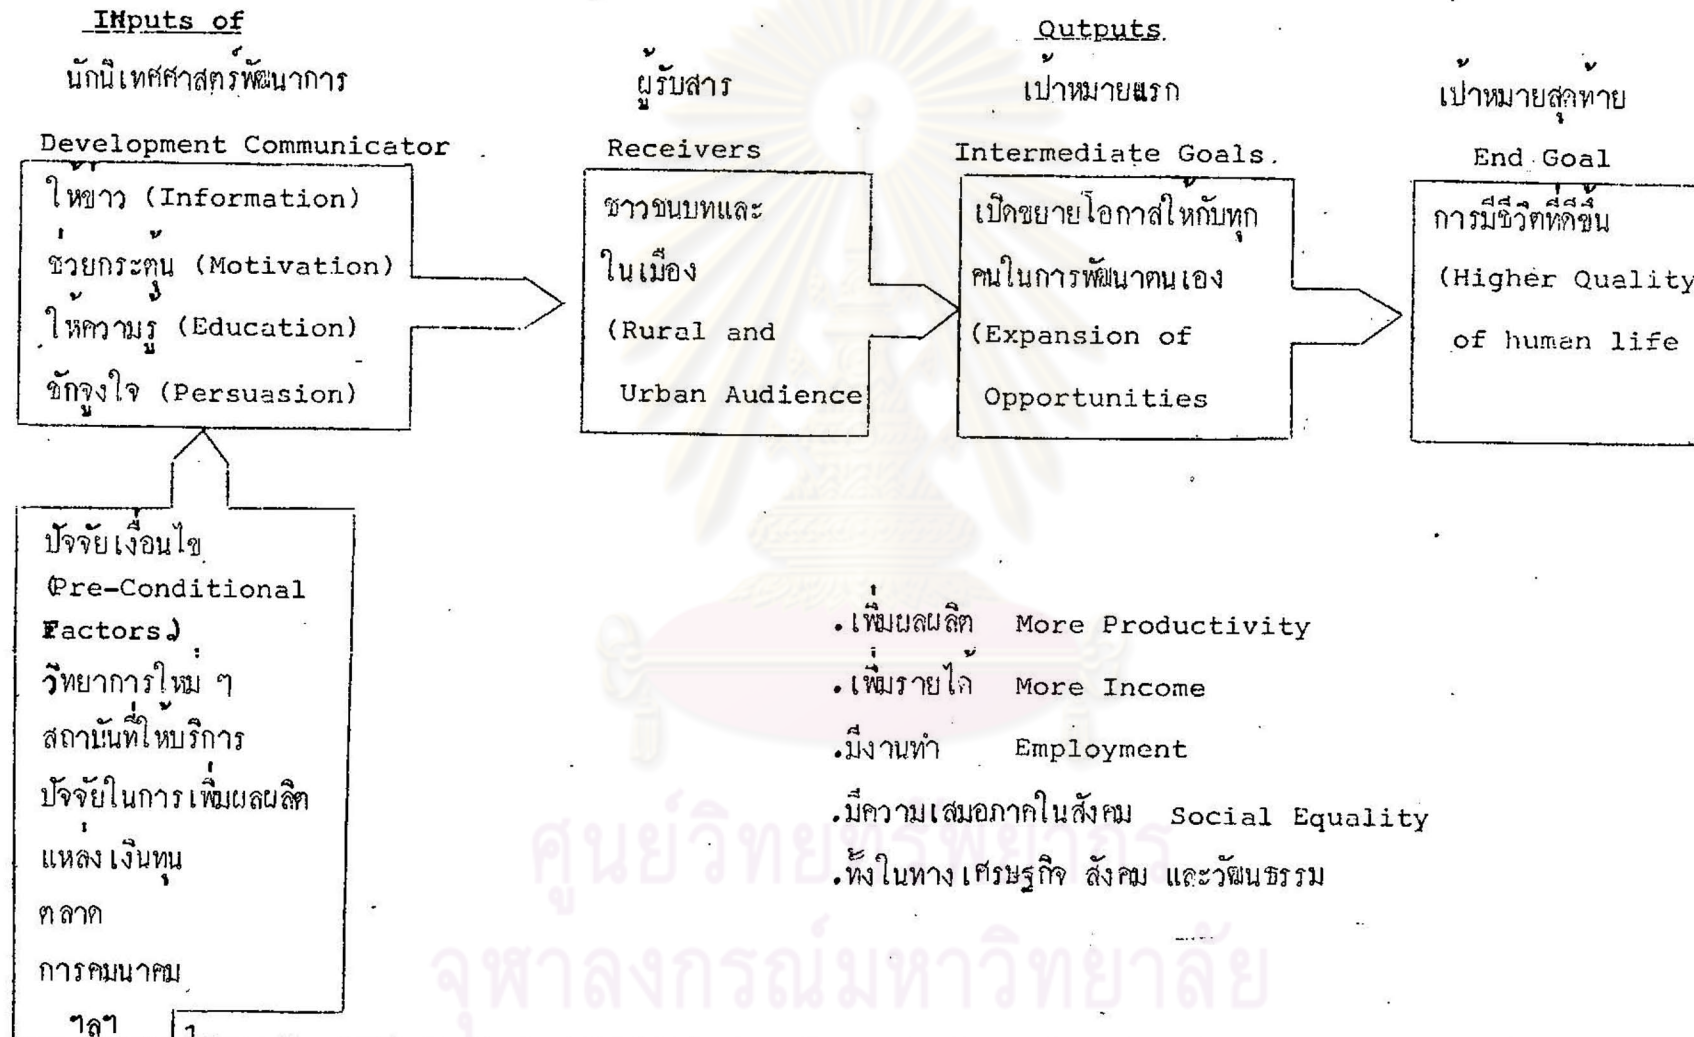 INputs of
นักนิเทศศาสตร์พัฒนาการ
Development Communicator
ให้ข่าว (Information)
ช่วยกระตุ้น (Motivation)
ให้ความรู้ (Education)
ชักจูงใจ (Persuasion)
ผู้รับสาร
Receivers
ชาวชนบทและ
ในเมือง
(Rural and
Urban Audience
Outputs
เป้าหมายแรก
Intermediate Goals.
เปิดขยายโอกาสให้กับทุก
คนในการพัฒนาตนเอง
(Expansion of
Opportunities
เป้าหมายสุดท้าย
End Goal
การมีชีวิตที่ดีขึ้น
(Higher Quality
of human life
ปัจจัยเงื่อนไข
(Pre-Conditional
Factors)
วิทยาการใหม่ ๆ
สถาบันที่ให้บริการ
ปัจจัยในการเพิ่มผลผลิต
แหล่งเงินทุน
ตลาด
การคมนาคม
ฯลฯ
.เพิ่มผลผลิต More Productivity
.เพิ่มรายได้ More Income
.มีงานทำ Employment
.มีความเสมอภาคในสังคม Social Equality
.ทั้งในทางเศรษฐกิจ สังคม และวัฒนธรรม
ศูนย์วิทยทรัพยากร
จุฬาลงกรณ์มหาวิทยาลัย